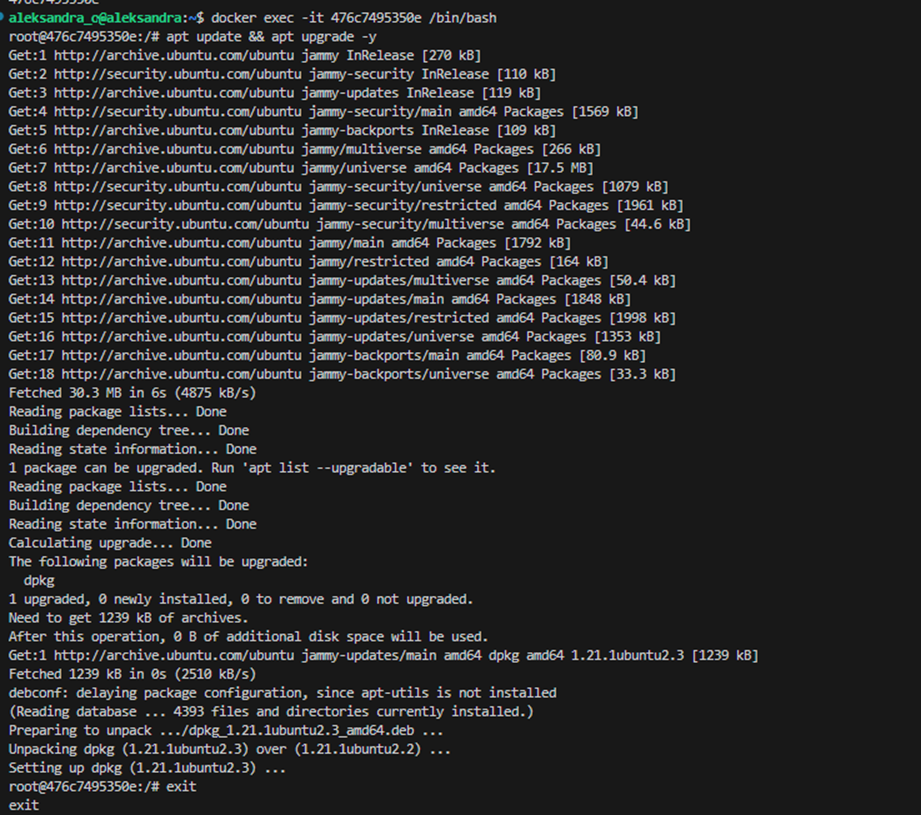 aleksandra_o@aleksandra:~$ docker exec -it 476c7495350e /bin/bash
root@476c7495350e:/# apt update && apt upgrade -y
Get:1 http://archive.ubuntu.com/ubuntu jammy InRelease [270 kB]
Get:2 http://security.ubuntu.com/ubuntu jammy-security InRelease [110 kB]
Get:3 http://archive.ubuntu.com/ubuntu jammy-updates InRelease [119 kB]
Get:4 http://security.ubuntu.com/ubuntu jammy-security/main amd64 Packages [1569 kB]
Get:5 http://archive.ubuntu.com/ubuntu jammy-backports InRelease [109 kB]
Get:6 http://archive.ubuntu.com/ubuntu jammy/multiverse amd64 Packages [266 kB]
Get:7 http://archive.ubuntu.com/ubuntu jammy/universe amd64 Packages [17.5 MB]
Get:8 http://security.ubuntu.com/ubuntu jammy-security/universe amd64 Packages [1079 kB]
Get:9 http://security.ubuntu.com/ubuntu jammy-security/restricted amd64 Packages [1961 kB]
Get:10 http://security.ubuntu.com/ubuntu jammy-security/multiverse amd64 Packages [44.6 kB]
Get:11 http://archive.ubuntu.com/ubuntu jammy/main amd64 Packages [1792 kB]
Get:12 http://archive.ubuntu.com/ubuntu jammy/restricted amd64 Packages [164 kB]
Get:13 http://archive.ubuntu.com/ubuntu jammy-updates/multiverse amd64 Packages [50.4 kB]
Get:14 http://archive.ubuntu.com/ubuntu jammy-updates/main amd64 Packages [1848 kB]
Get:15 http://archive.ubuntu.com/ubuntu jammy-updates/restricted amd64 Packages [1998 kB]
Get:16 http://archive.ubuntu.com/ubuntu jammy-updates/universe amd64 Packages [1353 kB]
Get:17 http://archive.ubuntu.com/ubuntu jammy-backports/main amd64 Packages [80.9 kB]
Get:18 http://archive.ubuntu.com/ubuntu jammy-backports/universe amd64 Packages [33.3 kB]
Fetched 30.3 MB in 6s (4875 kB/s)
Reading package lists... Done
Building dependency tree... Done
Reading state information... Done
1 package can be upgraded. Run 'apt list --upgradable' to see it.
Reading package lists... Done
Building dependency tree... Done
Reading state information... Done
Calculating upgrade... Done
The following packages will be upgraded:
dpkg
1 upgraded, 0 newly installed, 0 to remove and 0 not upgraded.
Need to get 1239 kB of archives.
After this operation, 0 B of additional disk space will be used.
Get:1 http://archive.ubuntu.com/ubuntu jammy-updates/main amd64 dpkg amd64 1.21.1ubuntu2.3 [1239 kB]
Fetched 1239 kB in 0s (2510 kB/s)
debconf: delaying package configuration, since apt-utils is not installed
(Reading database ... 4393 files and directories currently installed.)
Preparing to unpack .../dpkg_1.21.1ubuntu2.3_amd64.deb ...
Unpacking dpkg (1.21.1ubuntu2.3) over (1.21.1ubuntu2.2) ...
Setting up dpkg (1.21.1ubuntu2.3) ...
root@476c7495350e:/# exit
exit